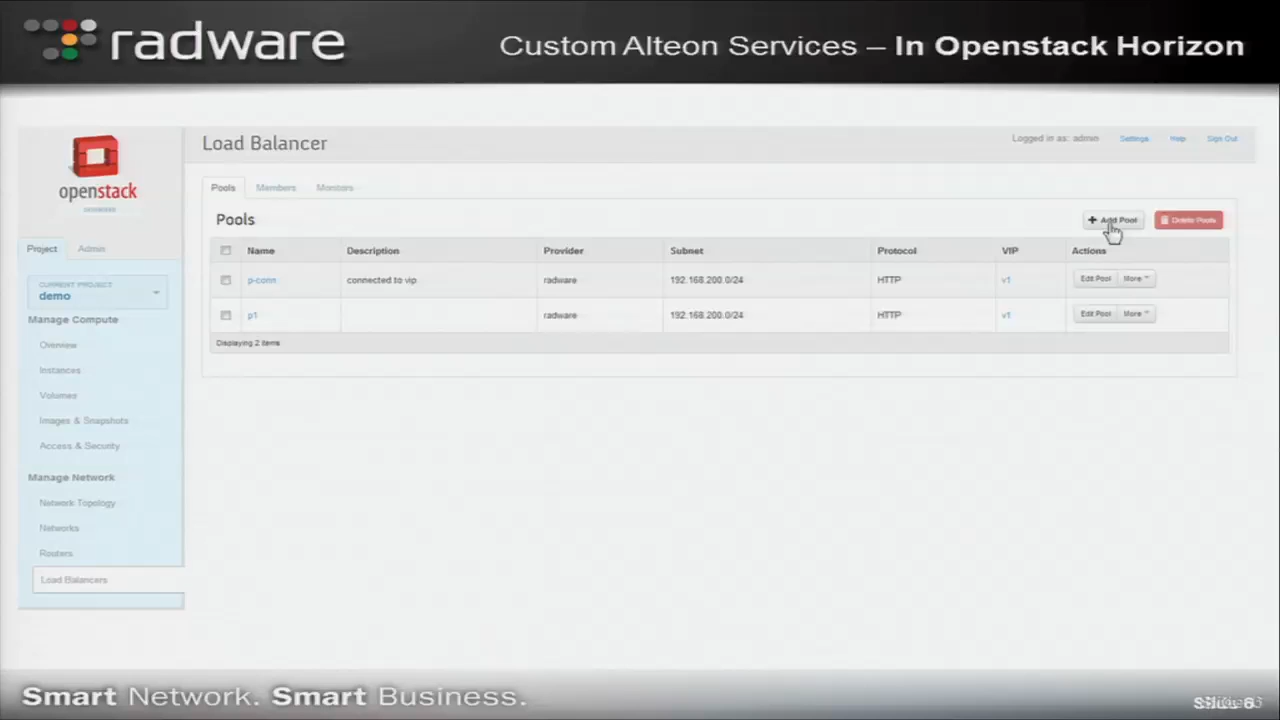 radware
Custom Alteon Services – In Openstack Horizon
openstack
DASHBOARD
Project Admin
CURRENT PROJECT
demo
Manage Compute
Overview
Instances
Volumes
Images & Snapshots
Access & Security
Manage Network
Network Topology
Networks
Routers
Load Balancers
Load Balancer
Logged in as: admin Settings Help Sign Out
Pools Members Monitors
Pools
Add Pool Delete Pools
Name Description Provider Subnet Protocol VIP Actions
p-conn connected to vip radware 192.168.200.0/24 HTTP v1 Edit Pool More
p1 radware 192.168.200.0/24 HTTP v1 Edit Pool More
Displaying 2 items
Smart Network. Smart Business.